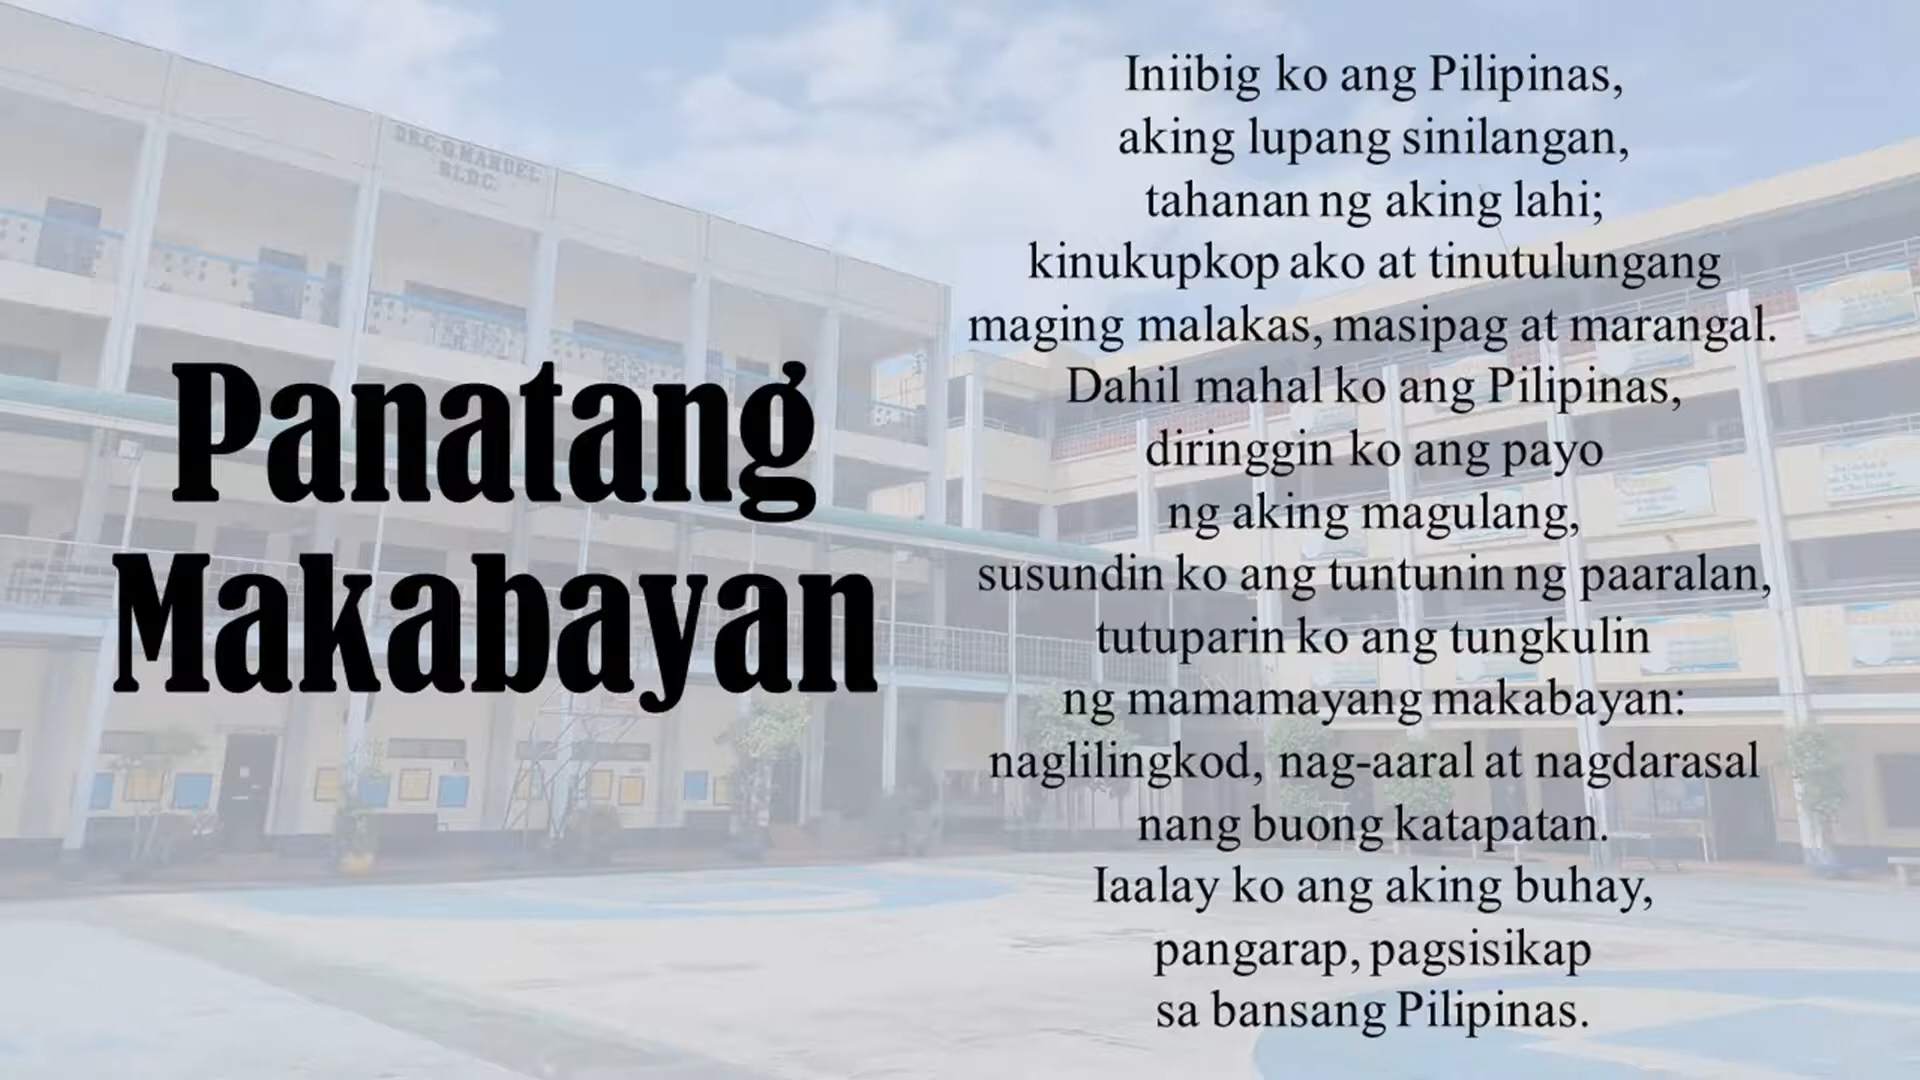 DR.C.G MANUEL
BLDG.
Panatang
Makabayan
Iniibig ko ang Pilipinas,
aking lupang sinilangan,
tahanan ng aking lahi;
kinukupkop ako at tinutulungang
maging malakas, masipag at marangal.
Dahil mahal ko ang Pilipinas,
diringgin ko ang payo
ng aking magulang,
susundin ko ang tuntunin ng paaralan,
tutuparin ko ang tungkulin
ng mamamayang makabayan:
naglilingkod, nag-aaral at nagdarasal
nang buong katapatan.
Iaalay ko ang aking buhay,
pangarap, pagsisikap
sa bansang Pilipinas.